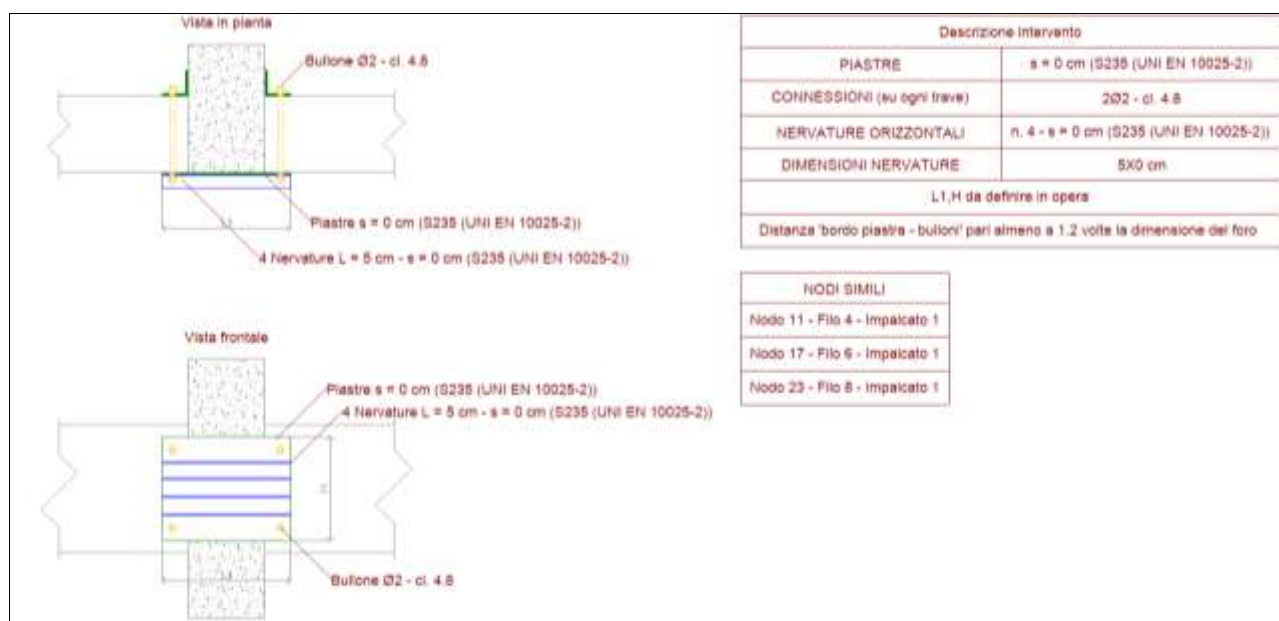 Vista in pianta
Bullone Ø2 - cl. 4.8
L1
Piastre s = 0 cm (S235 (UNI EN 10025-2))
4 Nervature L = 5 cm - s = 0 cm (S235 (UNI EN 10025-2))
Vista frontale
Piastre s = 0 cm (S235 (UNI EN 10025-2))
4 Nervature L = 5 cm - s = 0 cm (S235 (UNI EN 10025-2))
H
Bullone Ø2 - cl. 4.8
Descrizione Intervento
PIASTRE s = 0 cm (S235 (UNI EN 10025-2))
CONNESSIONI (su ogni trave) 2Ø2 - cl. 4.8
NERVATURE ORIZZONTALI n. 4 - s = 0 cm (S235 (UNI EN 10025-2))
DIMENSIONI NERVATURE 5X0 cm
L1,H da definire in opera
Distanza 'bordo piastra - bulloni' pari almeno a 1.2 volte la dimensione del foro
NODI SIMILI
Nodo 11 - Filo 4 - Impalcato 1
Nodo 17 - Filo 6 - Impalcato 1
Nodo 23 - Filo 8 - Impalcato 1